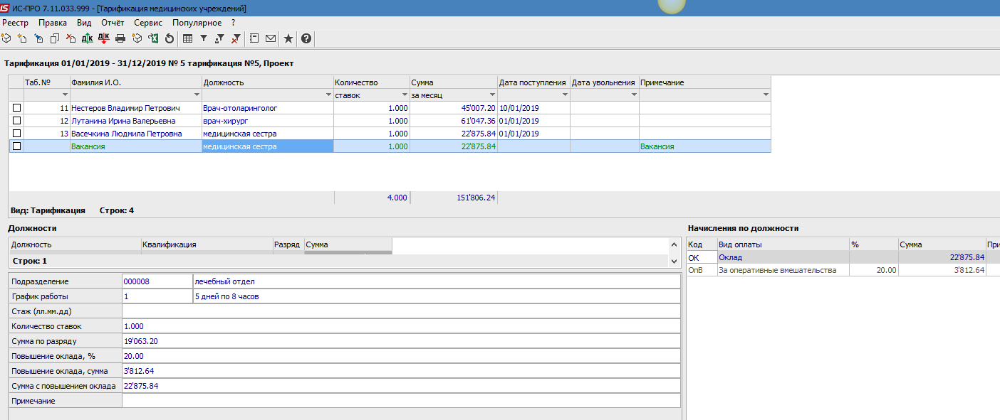 IS ИС-ПРО 7.11.033.999 - [Тарификация медицинских учреждений]
Реестр Правка Вид Отчёт Сервис Популярное ?
Тарификация 01/01/2019 - 31/12/2019 № 5 тарификация №5, Проект
Таб.№ Фамилия И.О. Должность Количество ставок Сумма за месяц Дата поступления Дата увольнения Примечание
11 Нестеров Владимир Петрович Врач-отоларинголог 1.000 45'007.20 10/01/2019
12 Лутанина Ирина Валерьевна врач-хирург 1.000 61'047.36 01/01/2019
13 Васечкина Людмила Петровна медицинская сестра 1.000 22'875.84 01/01/2019
Вакансия медицинская сестра 1.000 22'875.84 Вакансия
4.000 151'806.24
Вид: Тарификация Строк: 4
Должности
Должность Квалификация Разряд Сумма
Строк: 1
Подразделение 000008 лечебный отдел
График работы 1 5 дней по 8 часов
Стаж (лл.мм.дд)
Количество ставок 1.000
Сумма по разряду 19'063.20
Повышение оклада, % 20.00
Повышение оклада, сумма 3'812.64
Сумма с повышением оклада 22'875.84
Примечание
Начисления по должности
Код Вид оплаты % Сумма При
ОК Оклад 22'875.84
ОпВ За оперативные вмешательства 20.00 3'812.64